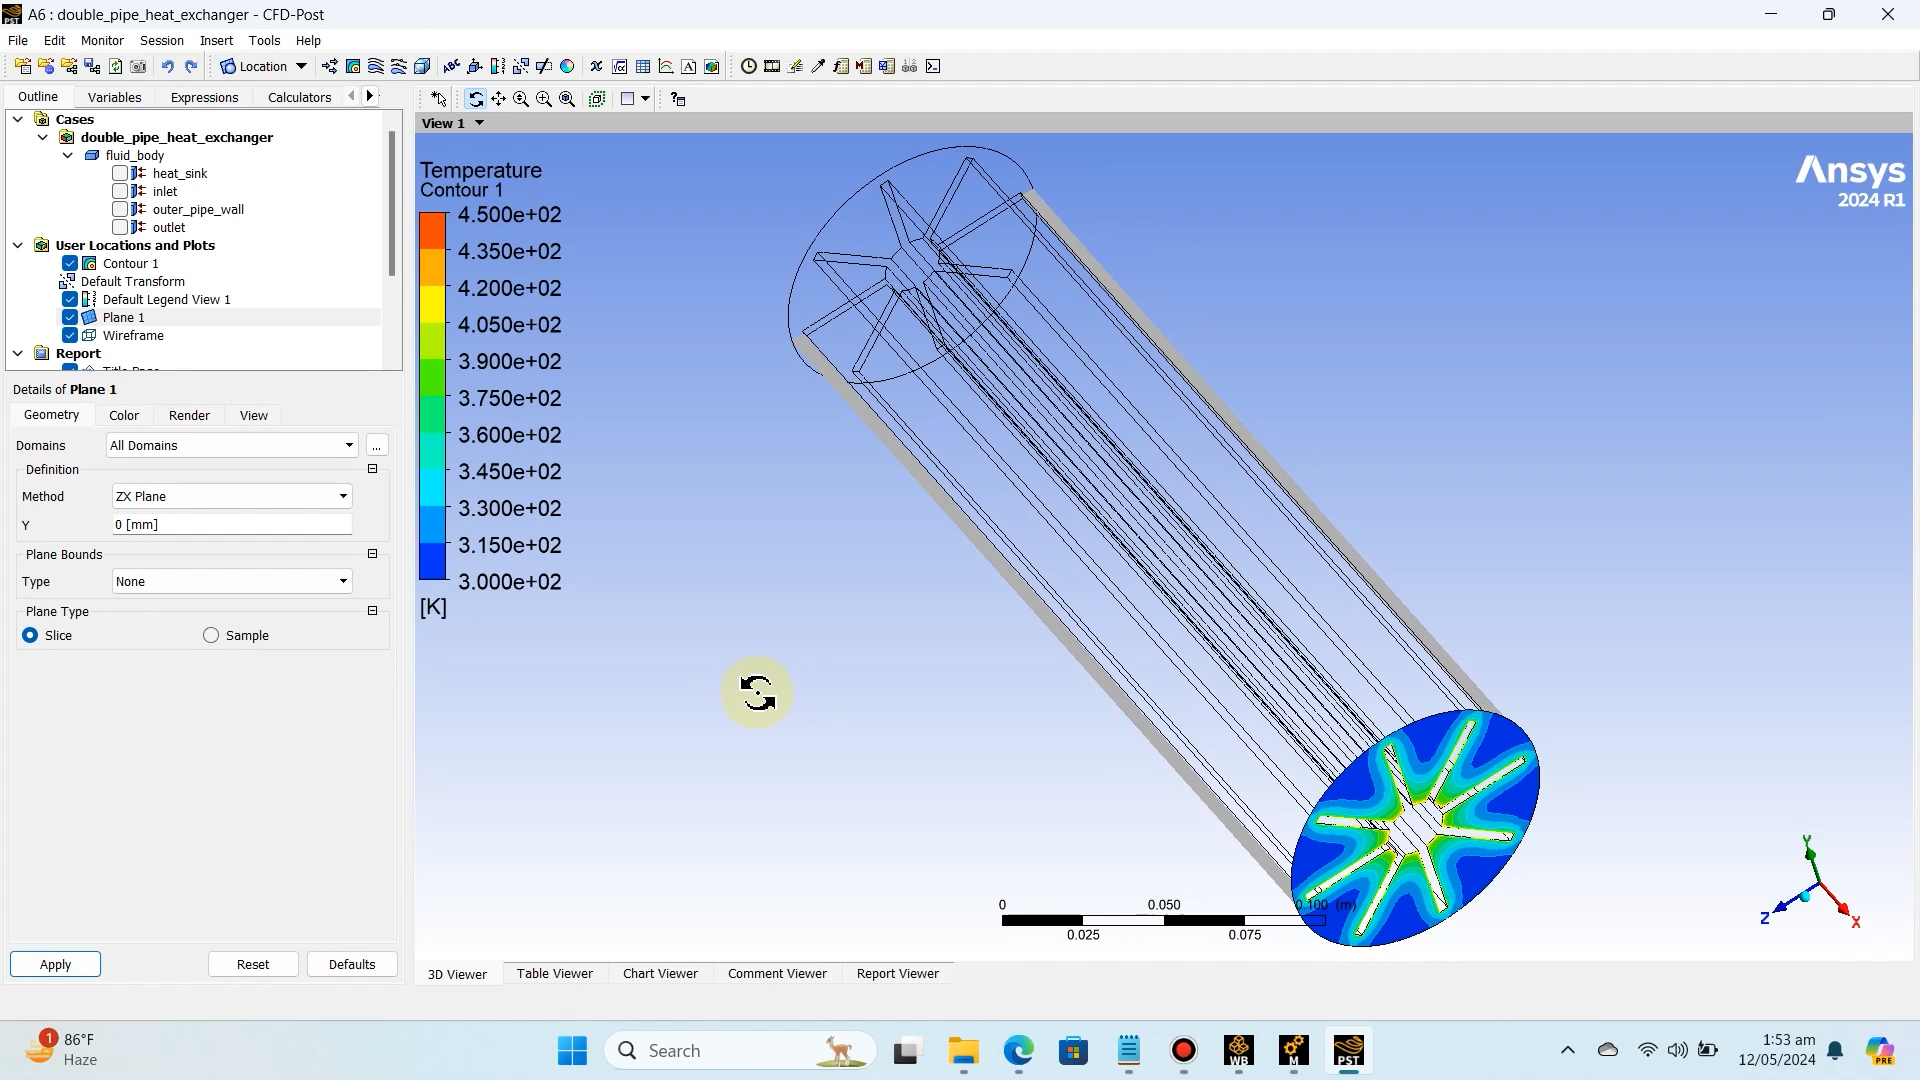 A6 : double_pipe_heat_exchanger - CFD-Post
File Edit Monitor Session Insert Tools Help
Location
Outline Variables Expressions Calculators
Cases
double_pipe_heat_exchanger
fluid_body
heat_sink
inlet
outer_pipe_wall
outlet
User Locations and Plots
Contour 1
Default Transform
Default Legend View 1
Plane 1
Wireframe
Report
Details of Plane 1
Geometry Color Render View
Domains All Domains ...
Definition
Method ZX Plane
Y 0 [mm]
Plane Bounds
Type None
Plane Type
Slice Sample
Apply Reset Defaults
View 1
Temperature
Contour 1
4.500e+02
4.350e+02
4.200e+02
4.050e+02
3.900e+02
3.750e+02
3.600e+02
3.450e+02
3.300e+02
3.150e+02
3.000e+02
[K]
Ansys
2024 R1
0 0.050 0.100 (m)
0.025 0.075
Y
Z
X
3D Viewer Table Viewer Chart Viewer Comment Viewer Report Viewer
1
86°F
Haze
Search
WB
M
PST
1:53 am
12/05/2024
PRE